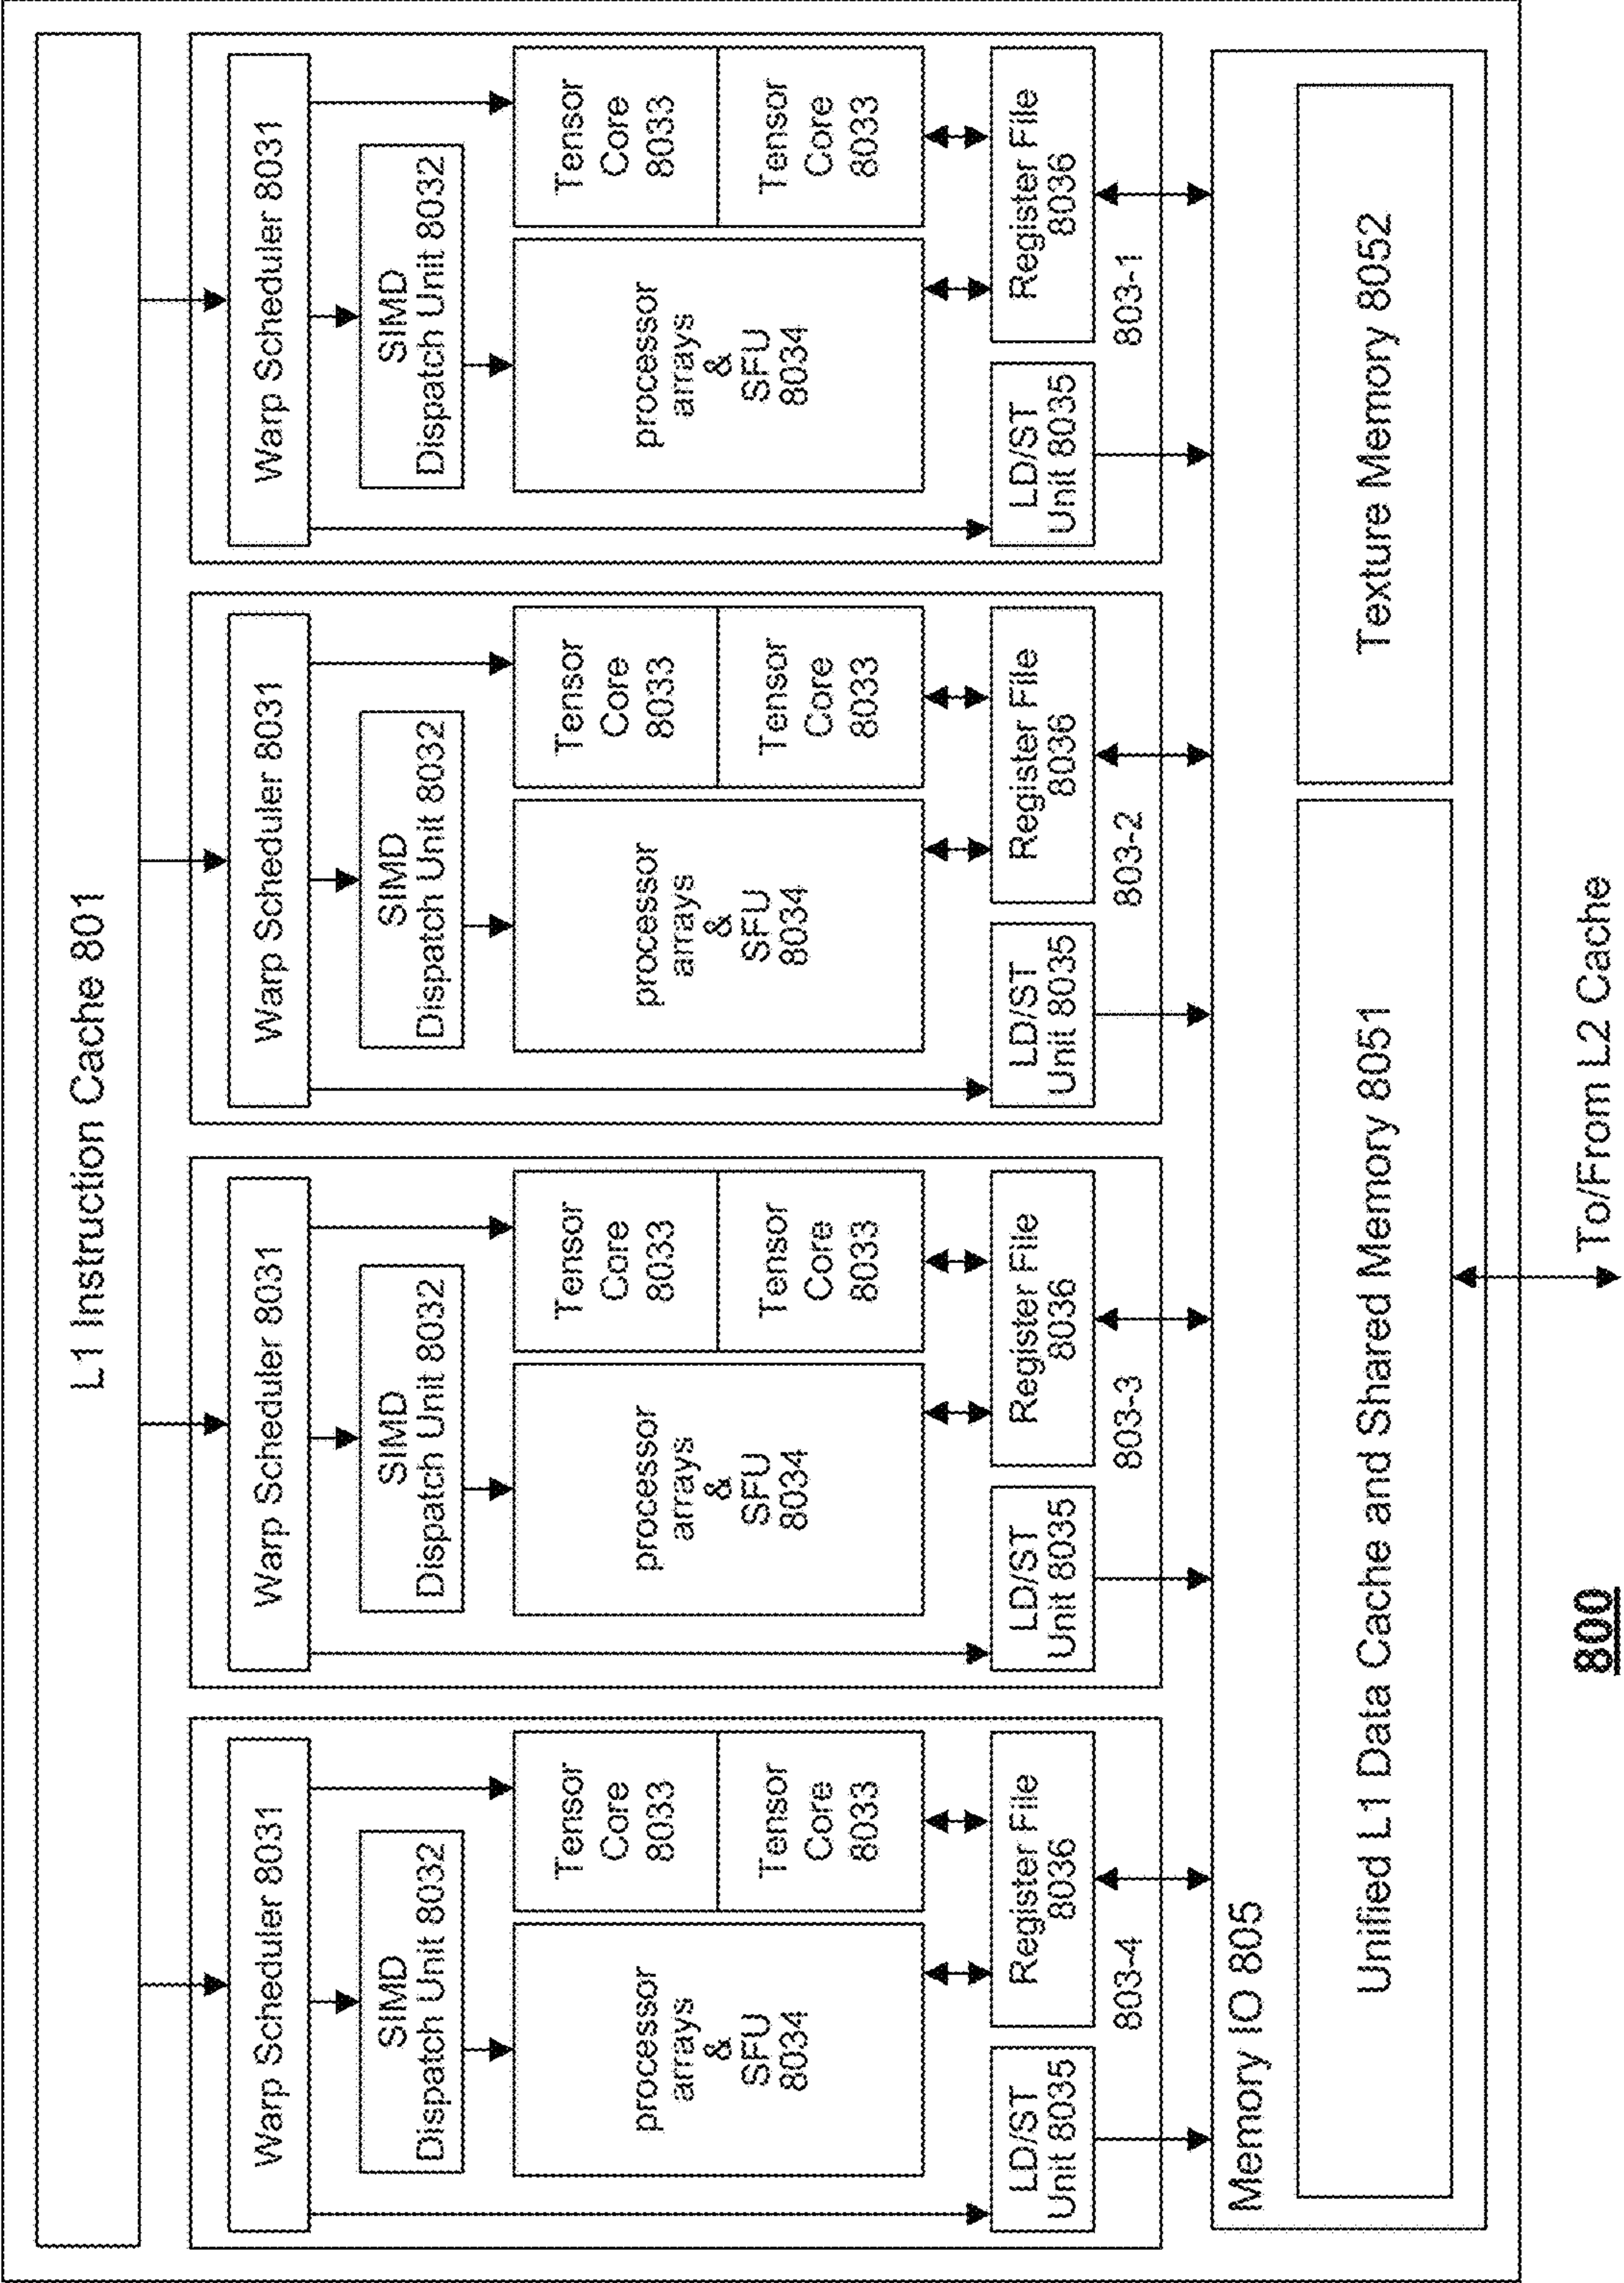 L1 Instruction Cache 801
Warp Scheduler 8031
SIMD
Dispatch Unit 8032
processor
arrays
&
SFU
8034
Tensor
Core
8033
Tensor
Core
8033
LD/ST
Unit 8035
Register File
8036
803-4
Warp Scheduler 8031
SIMD
Dispatch Unit 8032
processor
arrays
&
SFU
8034
Tensor
Core
8033
Tensor
Core
8033
LD/ST
Unit 8035
Register File
8036
803-3
Warp Scheduler 8031
SIMD
Dispatch Unit 8032
processor
arrays
&
SFU
8034
Tensor
Core
8033
Tensor
Core
8033
LD/ST
Unit 8035
Register File
8036
803-2
Warp Scheduler 8031
SIMD
Dispatch Unit 8032
processor
arrays
&
SFU
8034
Tensor
Core
8033
Tensor
Core
8033
LD/ST
Unit 8035
Register File
8036
803-1
Memory IO 805
Unified L1 Data Cache and Shared Memory 8051
Texture Memory 8052
To/From L2 Cache
800